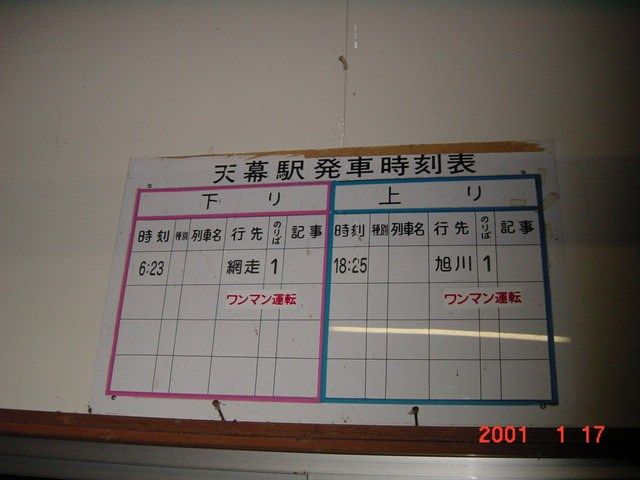 天幕駅発車時刻表
下り 上り
時刻 種別 列車名 行先 のりば 記事 時刻 種別 列車名 行先 のりば 記事
6:23 網走 1 18:25 旭川 1
ワンマン運転 ワンマン運転
2001 1 17